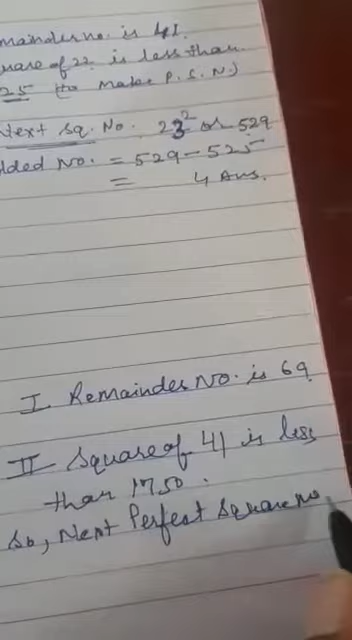 mainder no. is 41.
uare of 22 is less than
25 (to make P.S.N.)
Next sq. No. 23² or 529
dded No. = 529 - 525
= 4 Ans.
I Remainder No. is 69
II Square of 41 is less
than 1750.
So, Next Perfect Square no